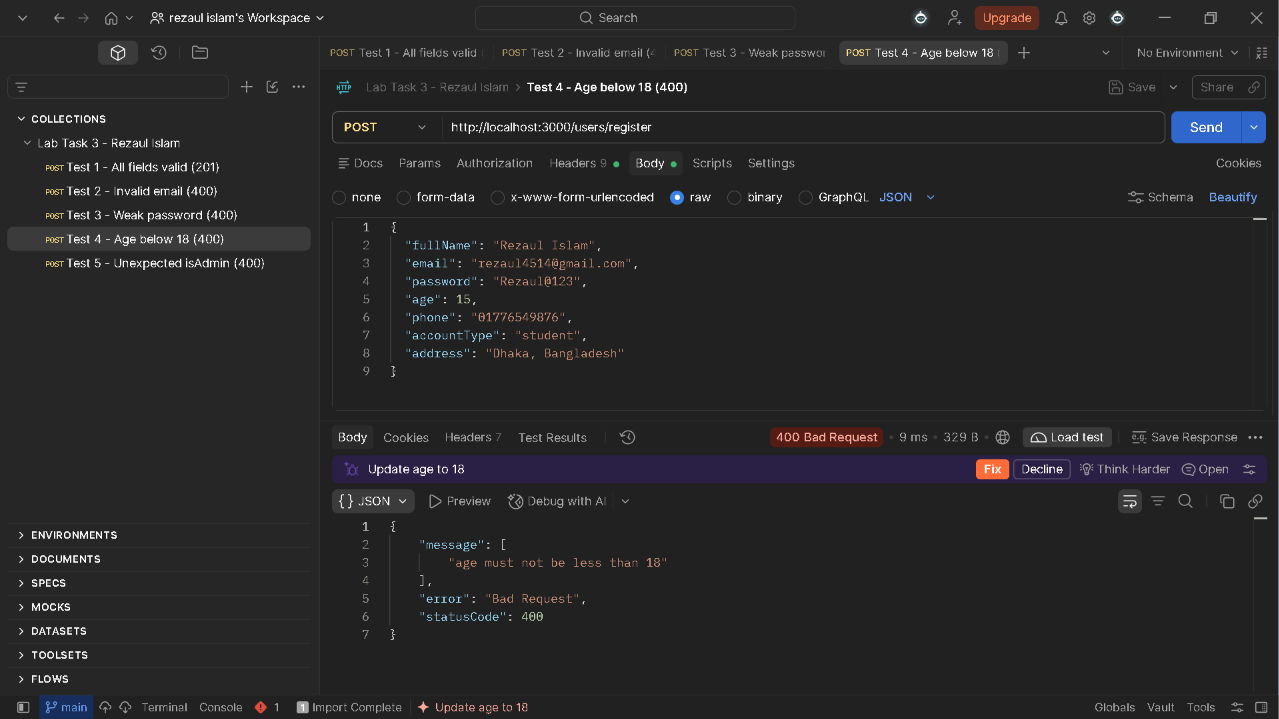 rezaul islam's Workspace
Search
Upgrade
POST Test 1 - All fields valid
POST Test 2 - Invalid email (4
POST Test 3 - Weak passwor
POST Test 4 - Age below 18 (
No Environment
HTTP Lab Task 3 - Rezaul Islam > Test 4 - Age below 18 (400)
Save
Share
COLLECTIONS
Lab Task 3 - Rezaul Islam
POST Test 1 - All fields valid (201)
POST Test 2 - Invalid email (400)
POST Test 3 - Weak password (400)
POST Test 4 - Age below 18 (400)
POST Test 5 - Unexpected isAdmin (400)
ENVIRONMENTS
DOCUMENTS
SPECS
MOCKS
DATASETS
TOOLSETS
FLOWS
POST http://localhost:3000/users/register
Send
Docs Params Authorization Headers 9 Body Scripts Settings Cookies
none form-data x-www-form-urlencoded raw binary GraphQL JSON Schema Beautify
1 {
2 "fullName": "Rezaul Islam",
3 "email": "rezaul4514@gmail.com",
4 "password": "Rezaul@123",
5 "age": 15,
6 "phone": "01776549876",
7 "accountType": "student",
8 "address": "Dhaka, Bangladesh"
9 }
Body Cookies Headers 7 Test Results 400 Bad Request • 9 ms • 329 B • Load test e.g. Save Response
Update age to 18 Fix Decline Think Harder Open
{} JSON Preview Debug with AI
1 {
2 "message": [
3 "age must not be less than 18"
4 ],
5 "error": "Bad Request",
6 "statusCode": 400
7 }
main Terminal Console 1 1 Import Complete Update age to 18 Globals Vault Tools